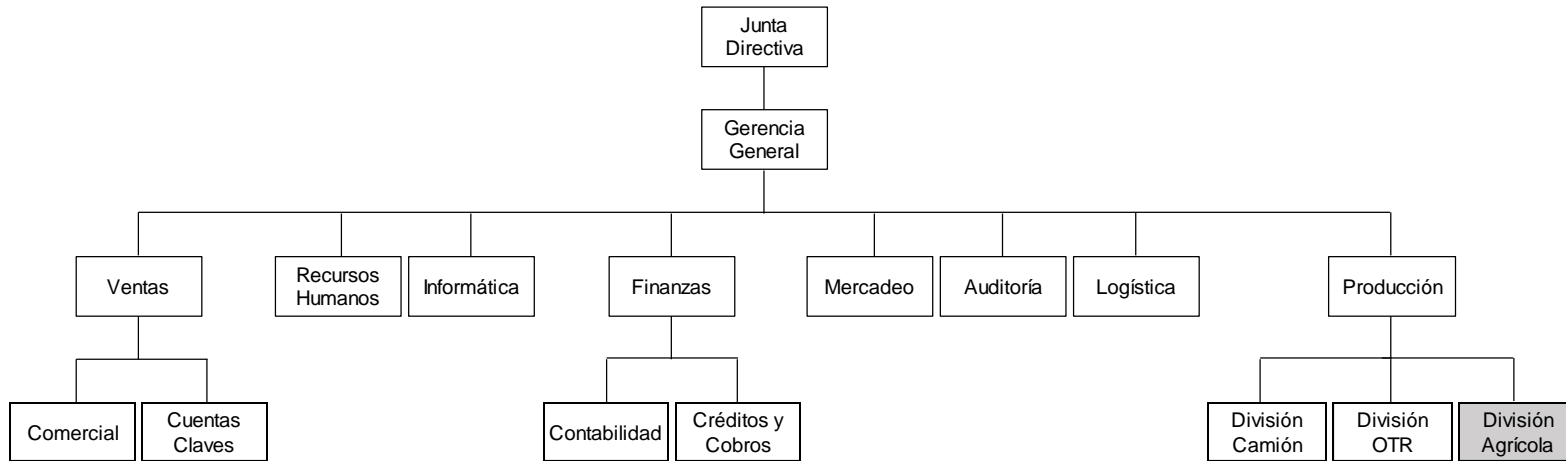 Junta
Directiva
Gerencia
General
Ventas
Recursos
Humanos
Informática
Finanzas
Mercadeo
Auditoría
Logística
Producción
Comercial
Cuentas
Claves
Contabilidad
Créditos y
Cobros
División
Camión
División
OTR
División
Agrícola